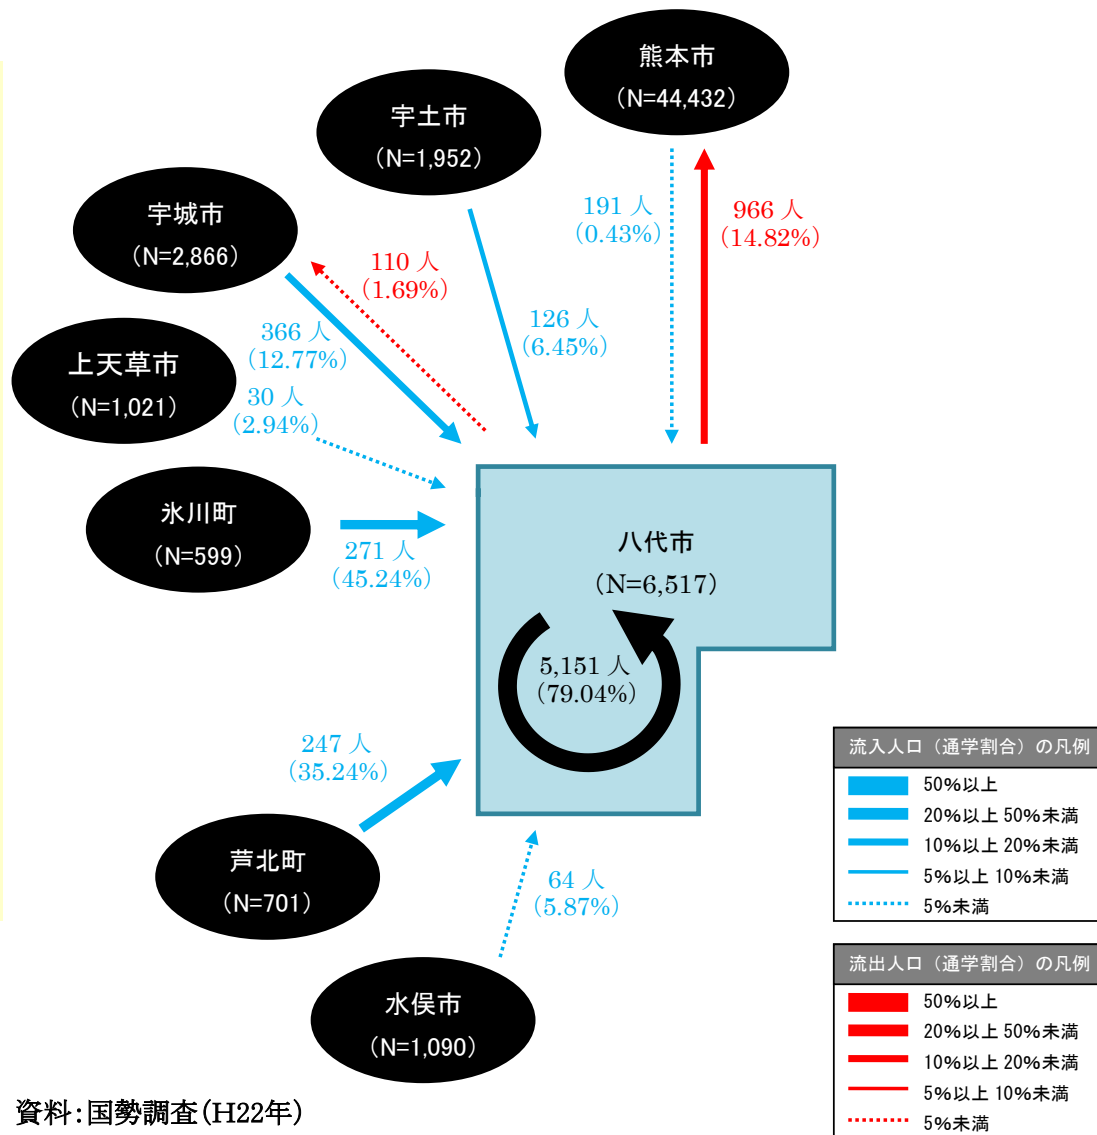 熊本市
(N=44,432)
宇土市
(N=1,952)
宇城市
(N=2,866)
上天草市
(N=1,021)
氷川町
(N=599)
芦北町
(N=701)
水俣市
(N=1,090)
191 人
(0.43%)
966 人
(14.82%)
110 人
(1.69%)
126 人
(6.45%)
366 人
(12.77%)
30 人
(2.94%)
271 人
(45.24%)
八代市
(N=6,517)
5,151 人
(79.04%)
247 人
(35.24%)
64 人
(5.87%)
流入人口（通学割合）の凡例
50%以上
20%以上 50%未満
10%以上 20%未満
5%以上 10%未満
5%未満
流出人口（通学割合）の凡例
50%以上
20%以上 50%未満
10%以上 20%未満
5%以上 10%未満
5%未満
資料:国勢調査(H22年)